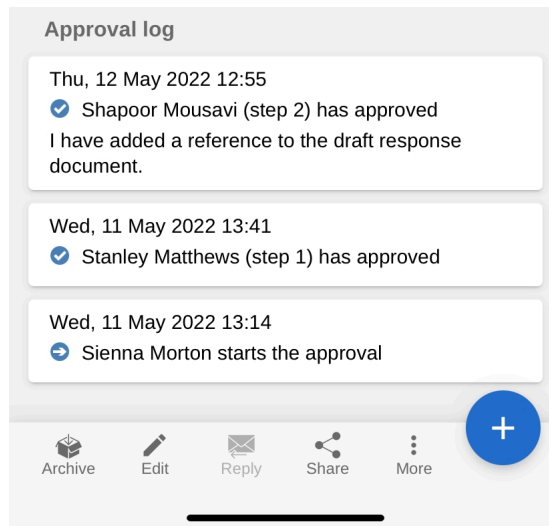 Approval log
Thu, 12 May 2022 12:55
Shapoor Mousavi (step 2) has approved
I have added a reference to the draft response
document.
Wed, 11 May 2022 13:41
Stanley Matthews (step 1) has approved
Wed, 11 May 2022 13:14
Sienna Morton starts the approval
Archive Edit Reply Share More